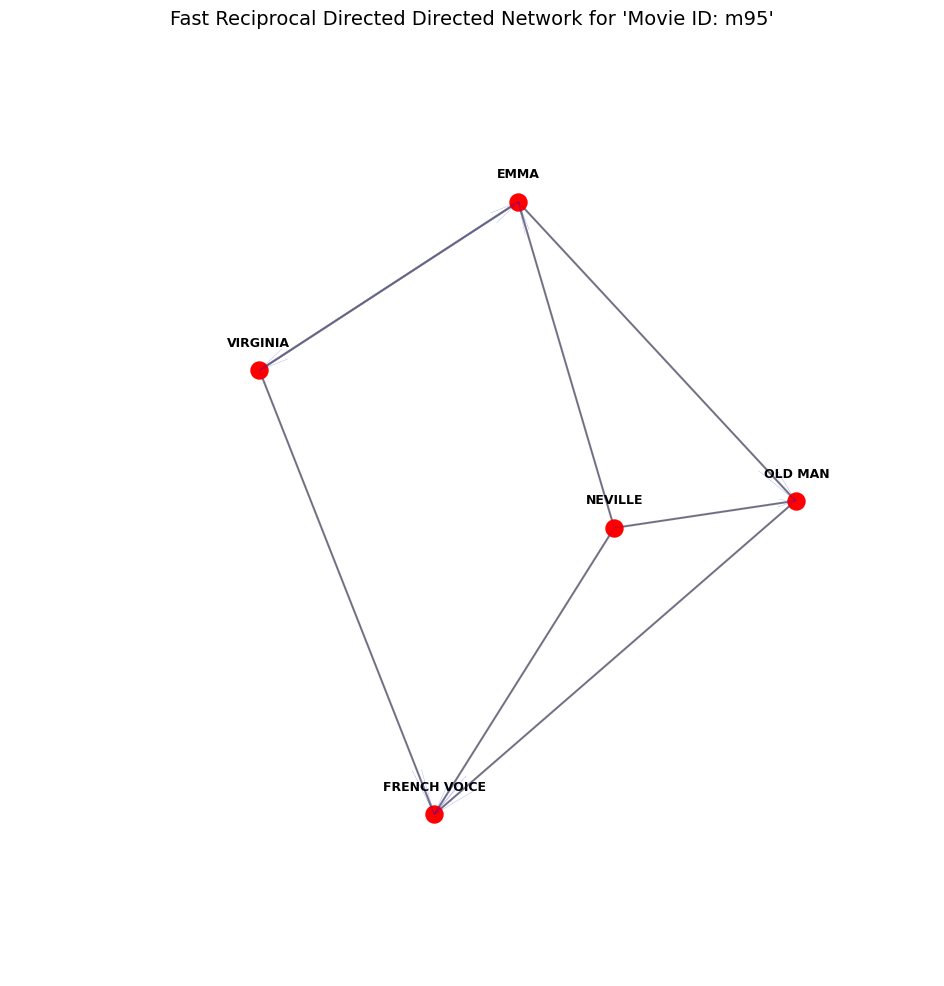 Fast Reciprocal Directed Directed Network for 'Movie ID: m95'
EMMA
VIRGINIA
OLD MAN
NEVILLE
FRENCH VOICE